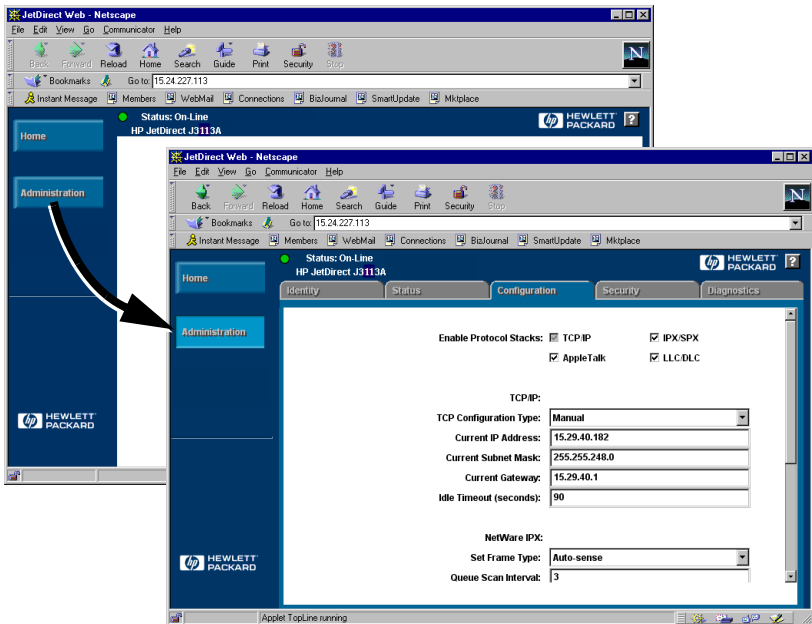 JetDirect Web - Netscape
File Edit View Go Communicator Help
Back Forward Reload Home Search Guide Print Security Stop
Bookmarks Go to: 15.24.227.113
Instant Message Members WebMail Connections BizJournal SmartUpdate Mktplace
Status: On-Line
HP JetDirect J3113A
hp HEWLETT PACKARD ?
Home
Administration
hp HEWLETT PACKARD
JetDirect Web - Netscape
File Edit View Go Communicator Help
Back Forward Reload Home Search Guide Print Security Stop
Bookmarks Go to: 15.24.227.113
Instant Message Members WebMail Connections BizJournal SmartUpdate Mktplace
Status: On-Line
HP JetDirect J3113A
hp HEWLETT PACKARD ?
Home
Administration
Identity Status Configuration Security Diagnostics
Enable Protocol Stacks: TCP/IP IPX/SPX
AppleTalk LLC/DLC
TCP/IP:
TCP Configuration Type: Manual
Current IP Address: 15.29.40.182
Current Subnet Mask: 255.255.248.0
Current Gateway: 15.29.40.1
Idle Timeout (seconds): 90
NetWare IPX:
Set Frame Type: Auto-sense
Queue Scan Interval: 3
hp HEWLETT PACKARD
Applet TopLine running